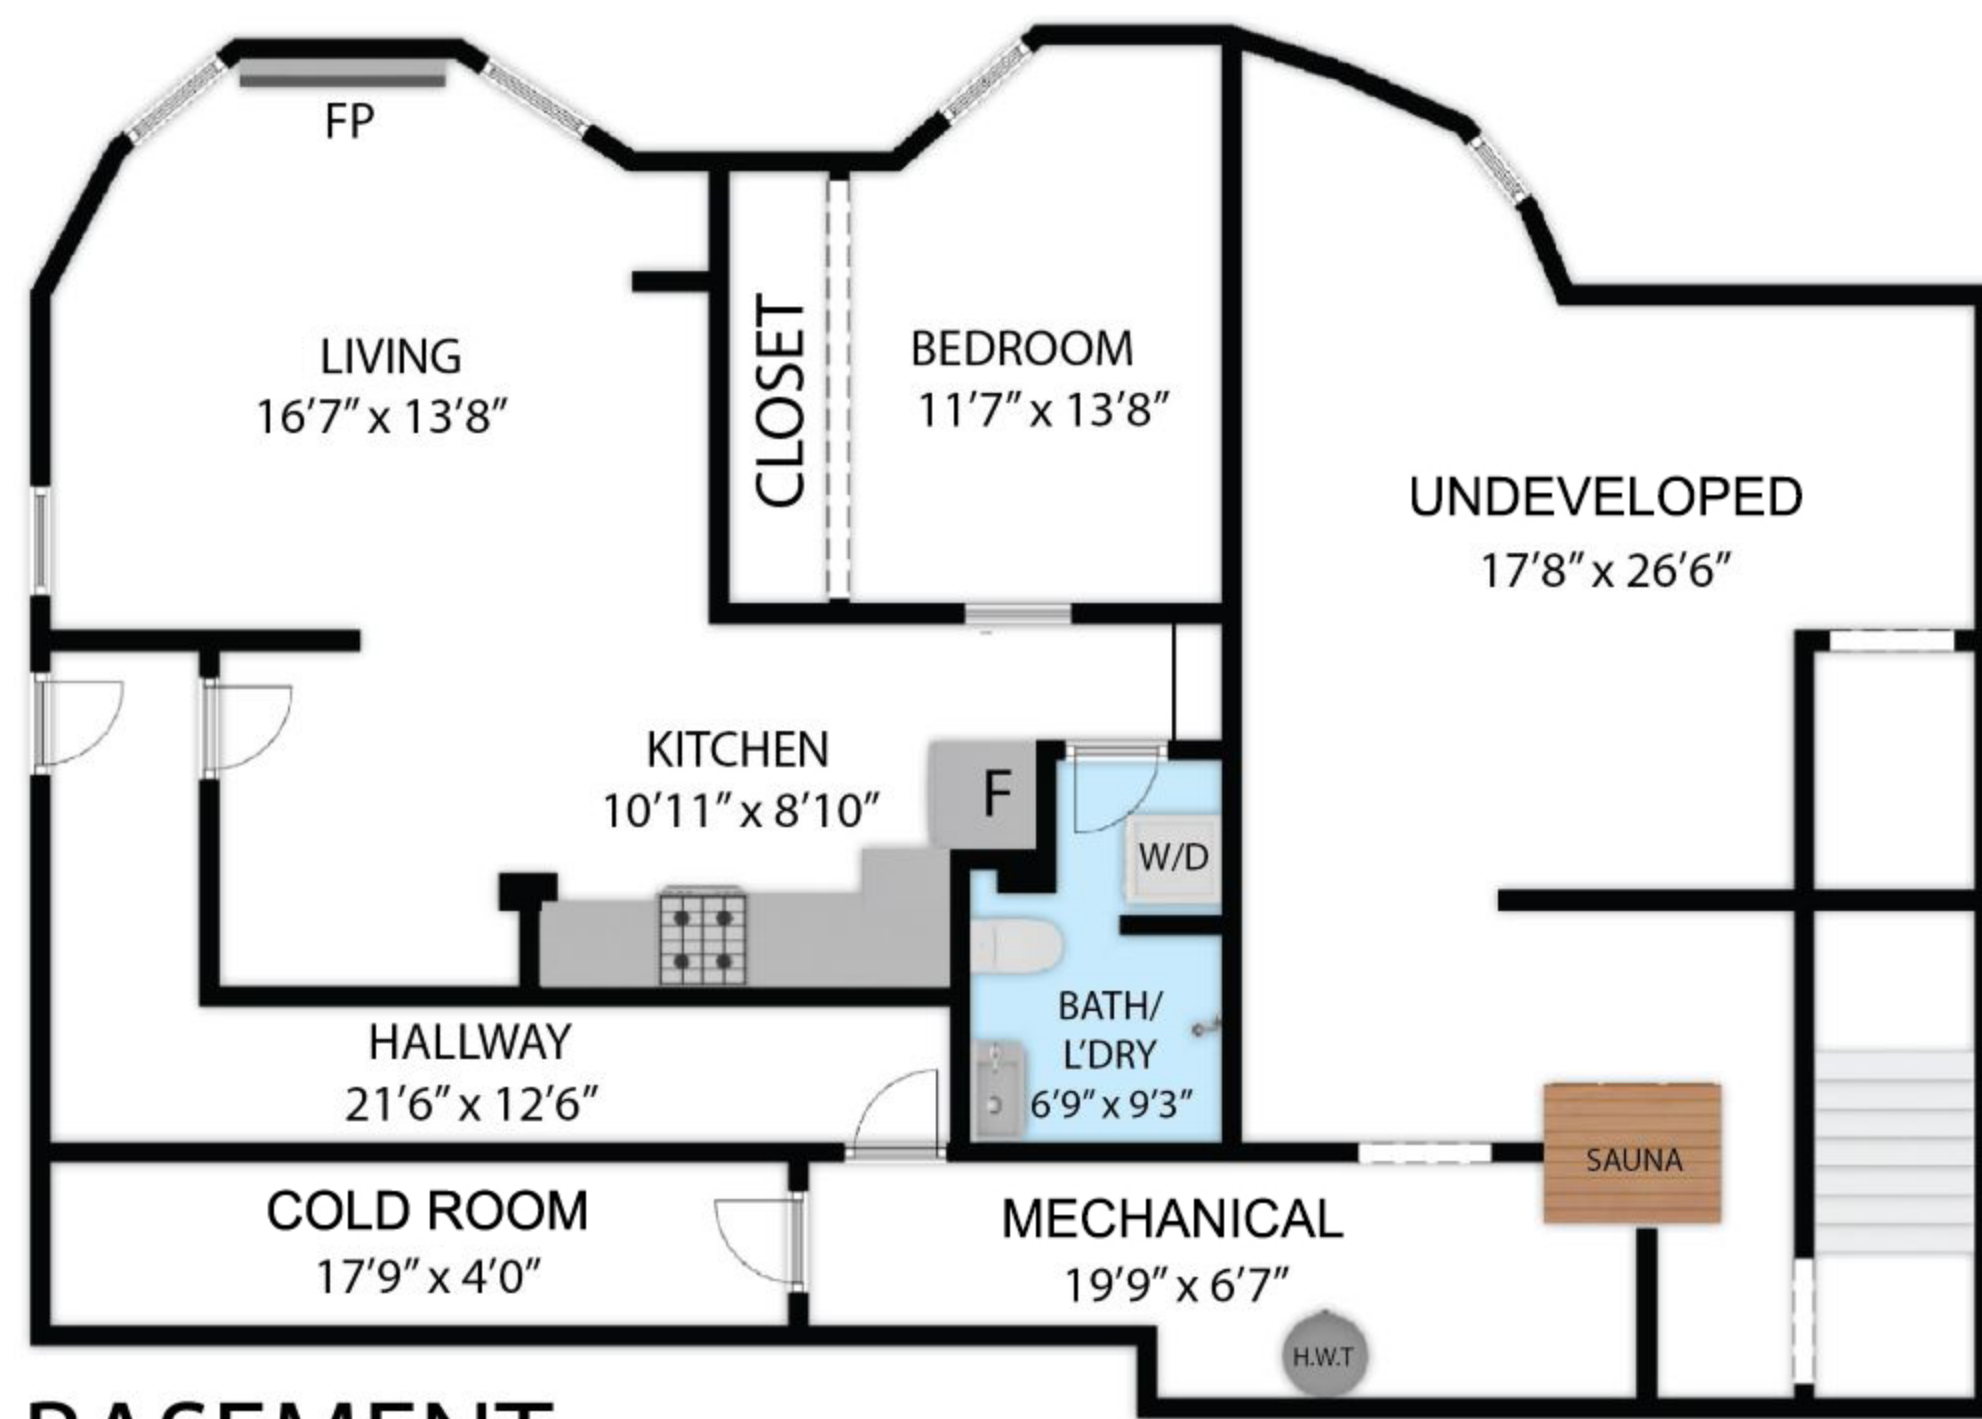 FP
LIVING
16'7" x 13'8"
CLOSET
BEDROOM
11'7" x 13'8"
UNDEVELOPED
17'8" x 26'6"
KITCHEN
10'11" x 8'10"
F
W/D
BATH/
L'DRY
6'9" x 9'3"
HALLWAY
21'6" x 12'6"
SAUNA
COLD ROOM
17'9" x 4'0"
MECHANICAL
19'9" x 6'7"
H.W.T
BASEMENT